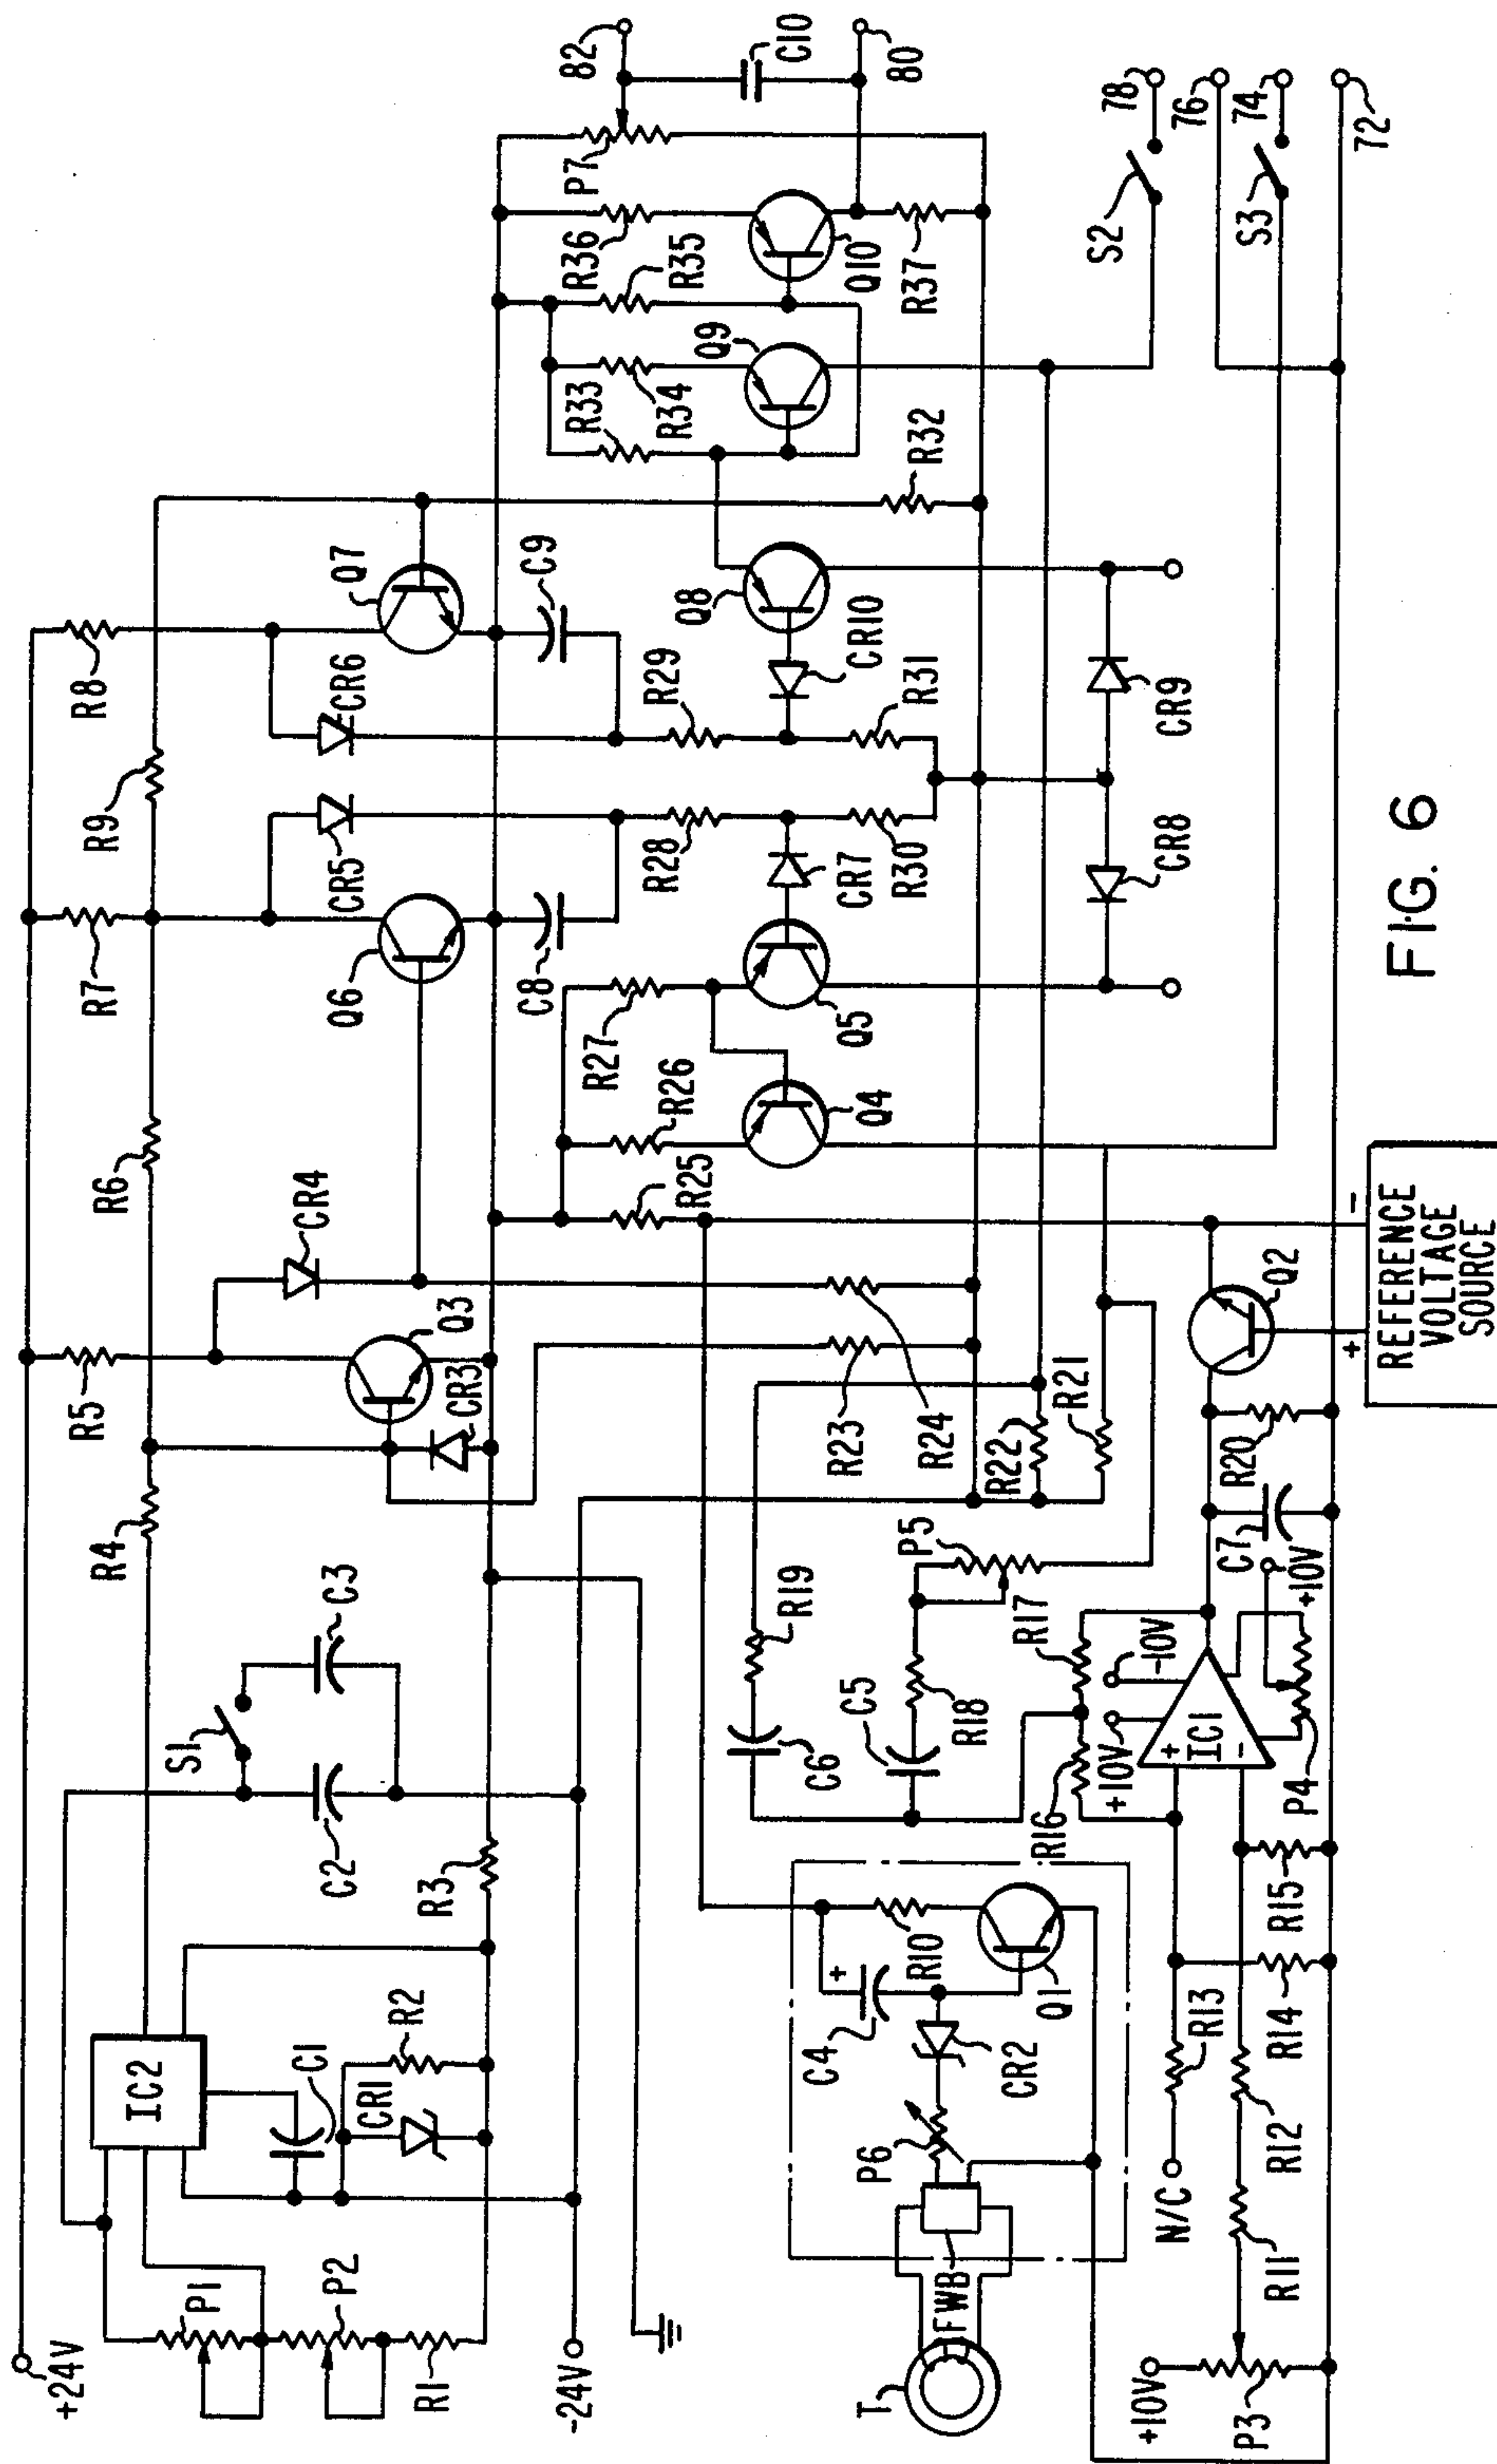 +24V
R5
R7
R8
R4
R6
R9
IC2
S1
C3
C2
P1
P2
R1
C1
CR1
R2
R3
-24V
CR4
Q3
CR3
Q6
CR5
CR6
Q7
C8
C9
R25
R26
R27
R28
R29
R33
R34
R35
R36
P7
82
C10
80
Q4
Q5
CR7
R30
Q8
CR10
R31
R32
Q9
Q10
R37
R23
R24
R22
R21
CR8
CR9
R19
C6
C5
R18
P5
S2
78
76
S3
74
72
T
FWB
P6
C4
+
R10
CR2
Q1
R16
R17
+10V
-10V
+
IC1
-
P4
+10V
C7
R20
Q2
+
-
REFERENCE
VOLTAGE
SOURCE
N/C
R13
+10V
P3
R11
R12
R14
R15
FIG. 6